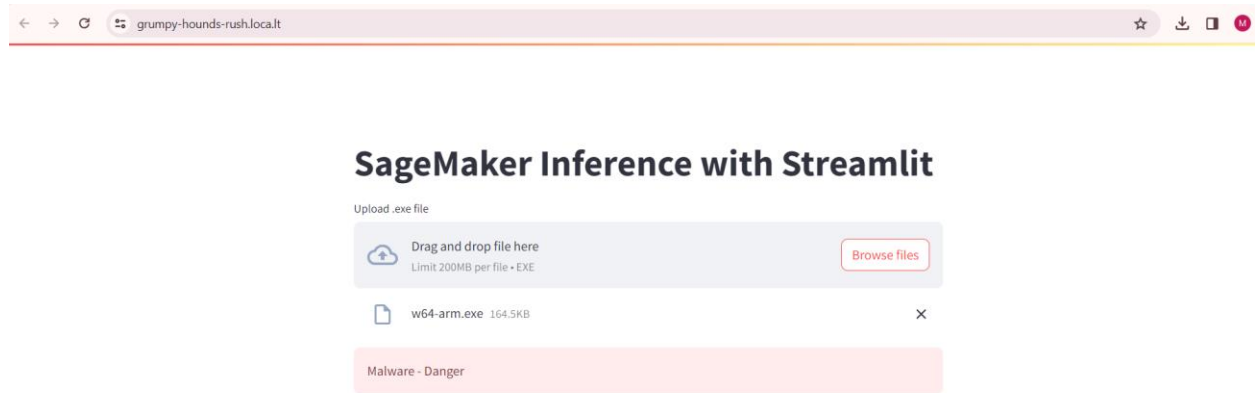 grumpy-hounds-rush.loca.lt
M
SageMaker Inference with Streamlit
Upload .exe file
Drag and drop file here
Limit 200MB per file • EXE
Browse files
w64-arm.exe 164.5KB
Malware - Danger